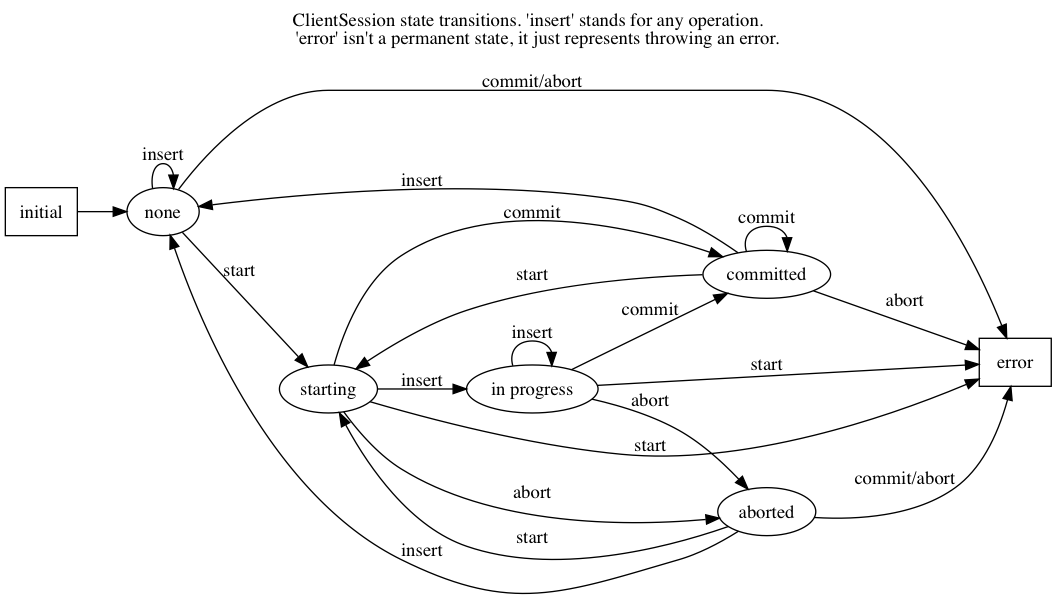 ClientSession state transitions. 'insert' stands for any operation.
'error' isn't a permanent state, it just represents throwing an error.
commit/abort
insert
insert
commit
commit
initial
none
start
start
committed
abort
commit
insert
error
start
starting
insert
in progress
abort
start
commit/abort
abort
aborted
start
insert